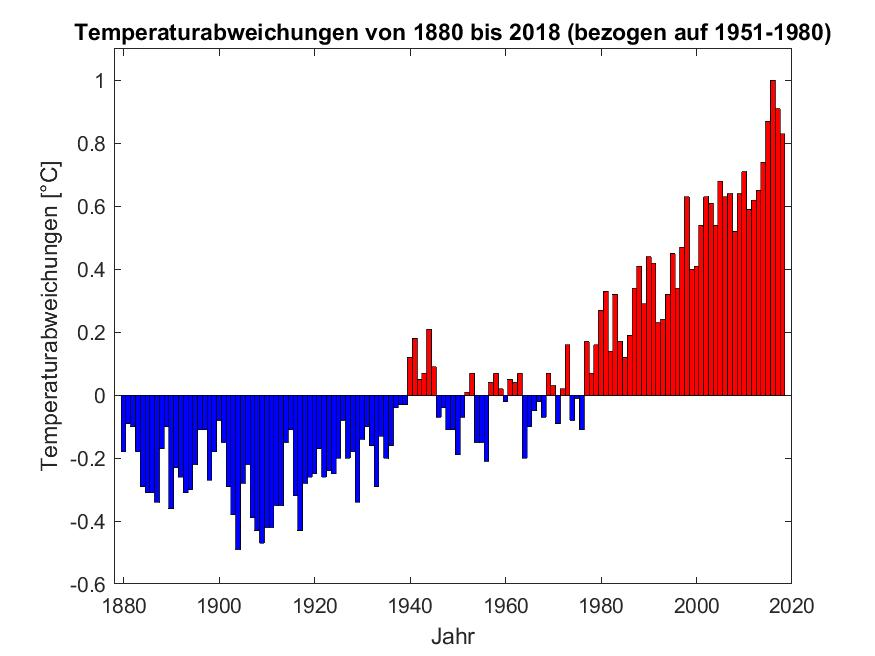 Temperaturabweichungen von 1880 bis 2018 (bezogen auf 1951-1980)
Temperaturabweichungen [°C]
1
0.8
0.6
0.4
0.2
0
-0.2
-0.4
-0.6
1880 1900 1920 1940 1960 1980 2000 2020
Jahr